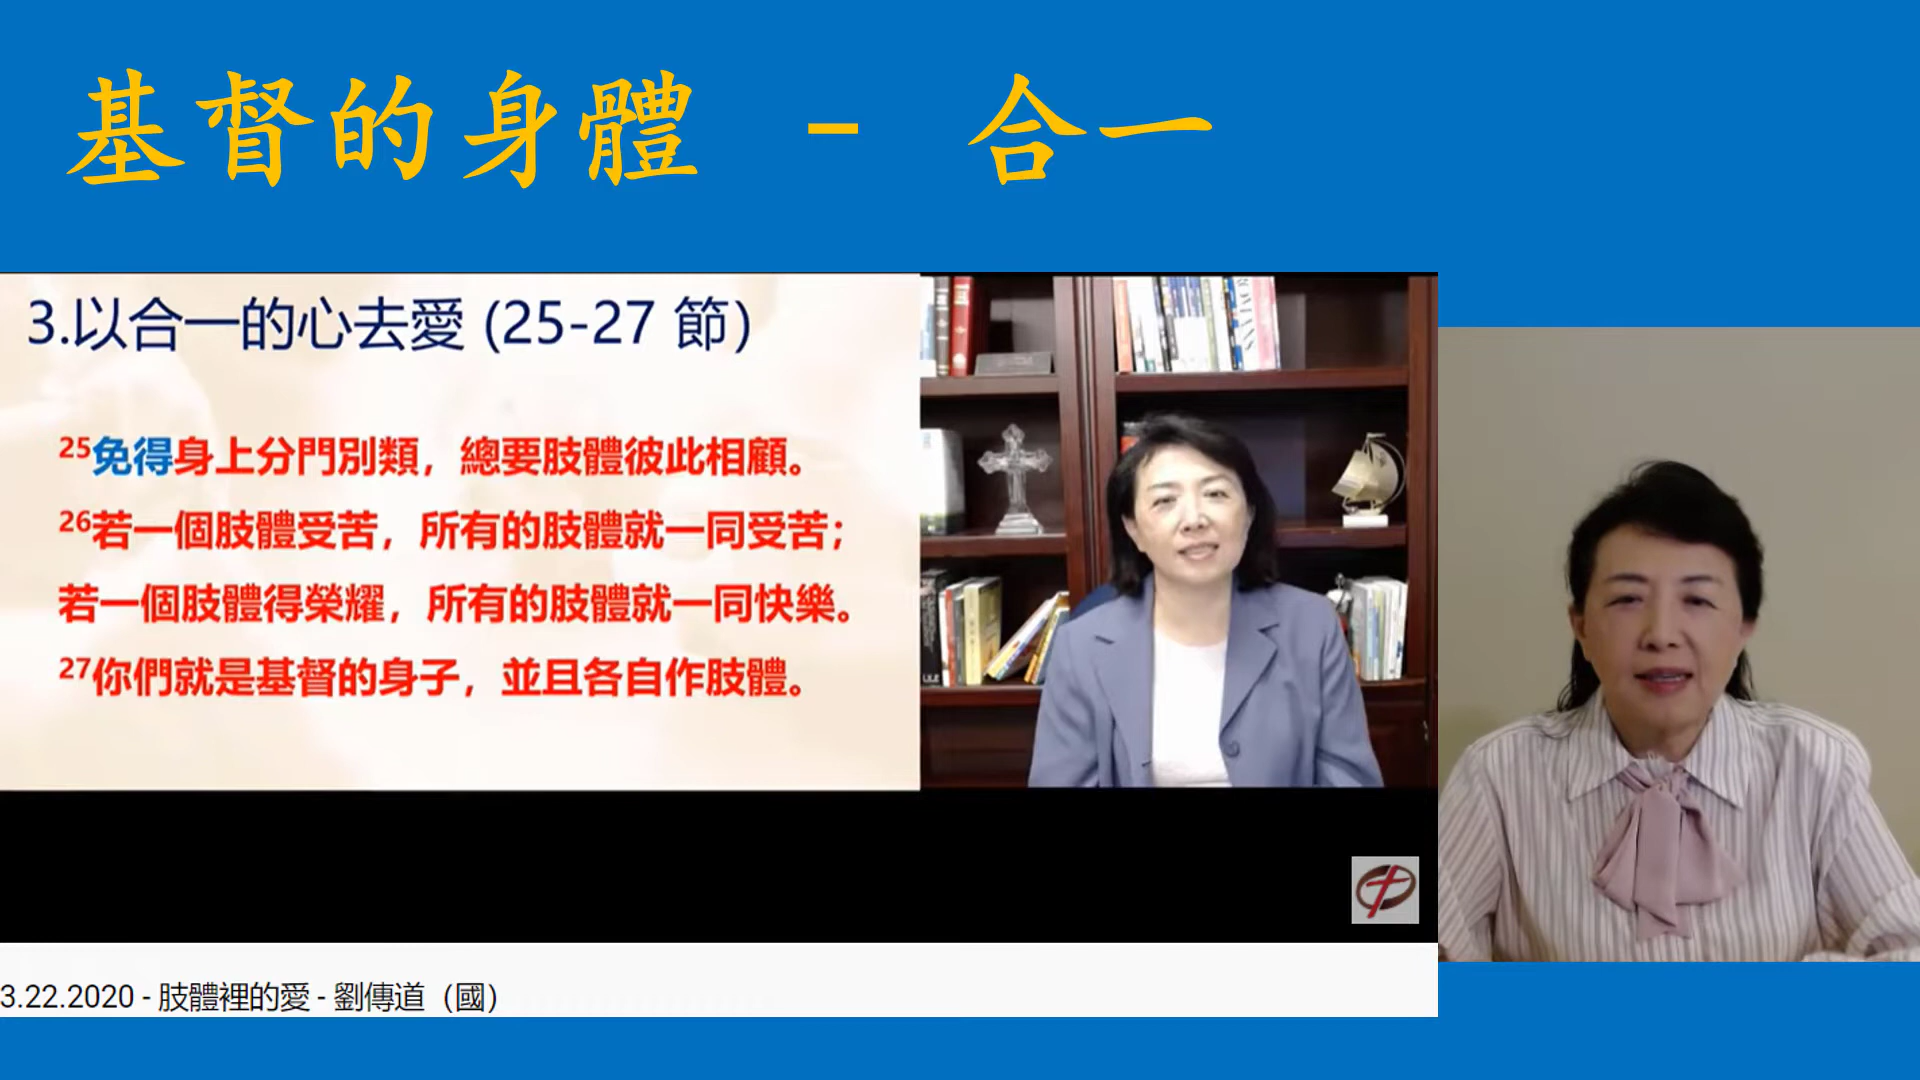 基督的身體 - 合一
3.以合一的心去愛 (25-27 節)
25免得身上分門別類，總要肢體彼此相顧。
26若一個肢體受苦，所有的肢體就一同受苦；
若一個肢體得榮耀，所有的肢體就一同快樂。
27你們就是基督的身子，並且各自作肢體。
3.22.2020 - 肢體裡的愛 - 劉傳道（國）